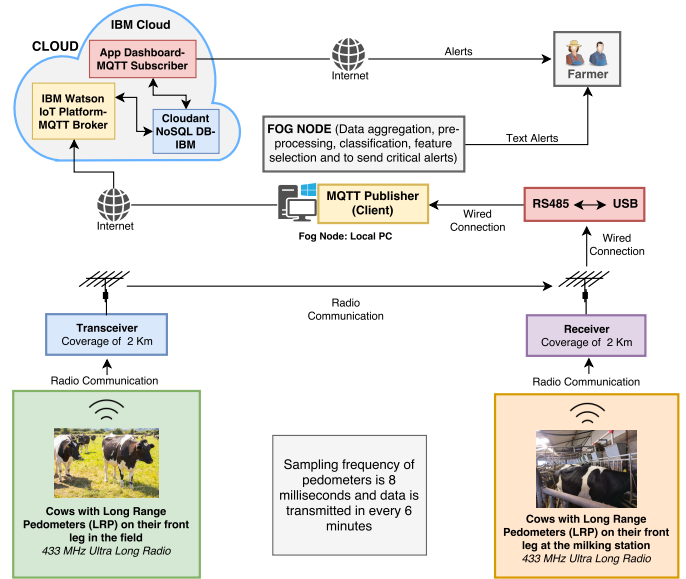 IBM Cloud
CLOUD
App Dashboard-
MQTT Subscriber
IBM Watson
IoT Platform-
MQTT Broker
Cloudant
NoSQL DB-
IBM
Internet
Alerts
Farmer
FOG NODE (Data aggregation, pre-
processing, classification, feature
selection and to send critical alerts)
Text Alerts
Internet
MQTT Publisher
(Client)
Fog Node: Local PC
Wired
Connection
RS485
USB
Wired
Connection
Radio
Communication
Transceiver
Coverage of 2 Km
Receiver
Coverage of 2 Km
Radio Communication
Radio Communication
Cows with Long Range
Pedometers (LRP) on their front
leg in the field
433 MHz Ultra Long Radio
Sampling frequency of
pedometers is 8
milliseconds and data is
transmitted in every 6
minutes
Cows with Long Range
Pedometers (LRP) on their front
leg at the milking station
433 MHz Ultra Long Radio